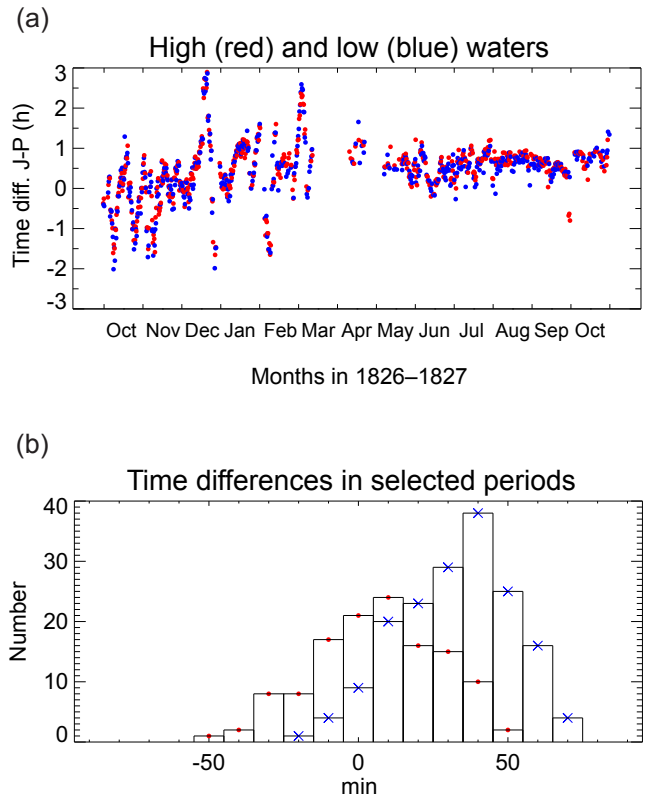 (a)
High (red) and low (blue) waters
Time diff. J-P (h)
3
2
1
0
-1
-2
-3
Oct Nov Dec Jan Feb Mar Apr May Jun Jul Aug Sep Oct
Months in 1826–1827
(b)
Time differences in selected periods
Number
40
30
20
10
0
-50 0 50
min